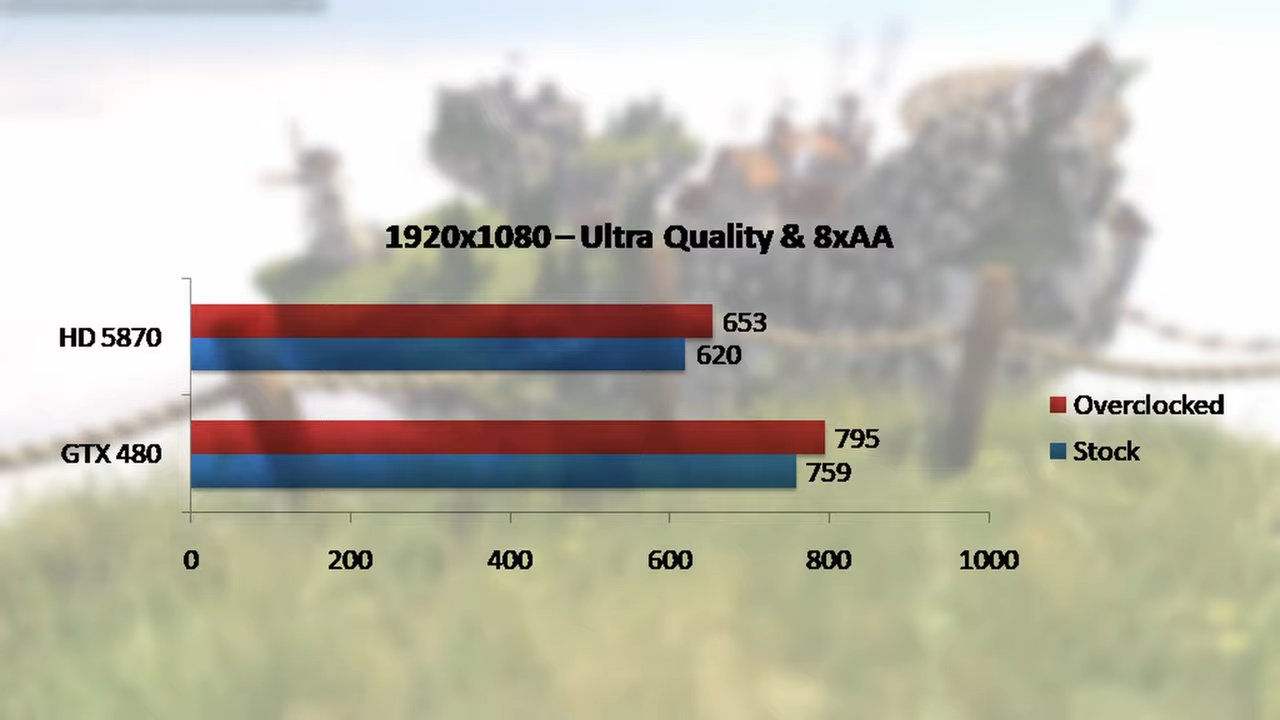 1920x1080 – Ultra Quality & 8xAA
HD 5870
653
620
GTX 480
795
759
Overclocked
Stock
0 200 400 600 800 1000